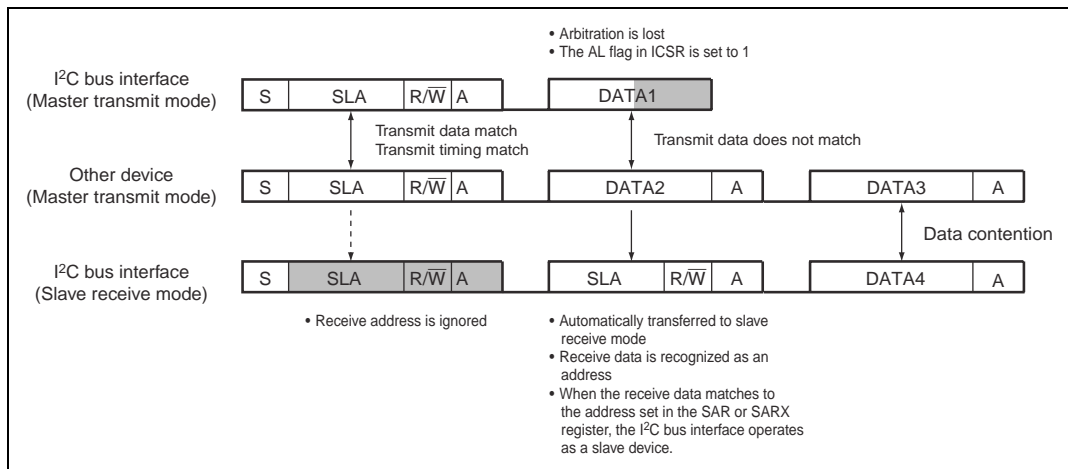 • Arbitration is lost
• The AL flag in ICSR is set to 1
I²C bus interface
(Master transmit mode)
S SLA R/W̅ A DATA1
Transmit data match
Transmit timing match
Transmit data does not match
Other device
(Master transmit mode)
S SLA R/W̅ A DATA2 A DATA3 A
Data contention
I²C bus interface
(Slave receive mode)
S SLA R/W̅ A SLA R/W̅ A DATA4 A
• Receive address is ignored
• Automatically transferred to slave
receive mode
• Receive data is recognized as an
address
• When the receive data matches to
the address set in the SAR or SARX
register, the I²C bus interface operates
as a slave device.